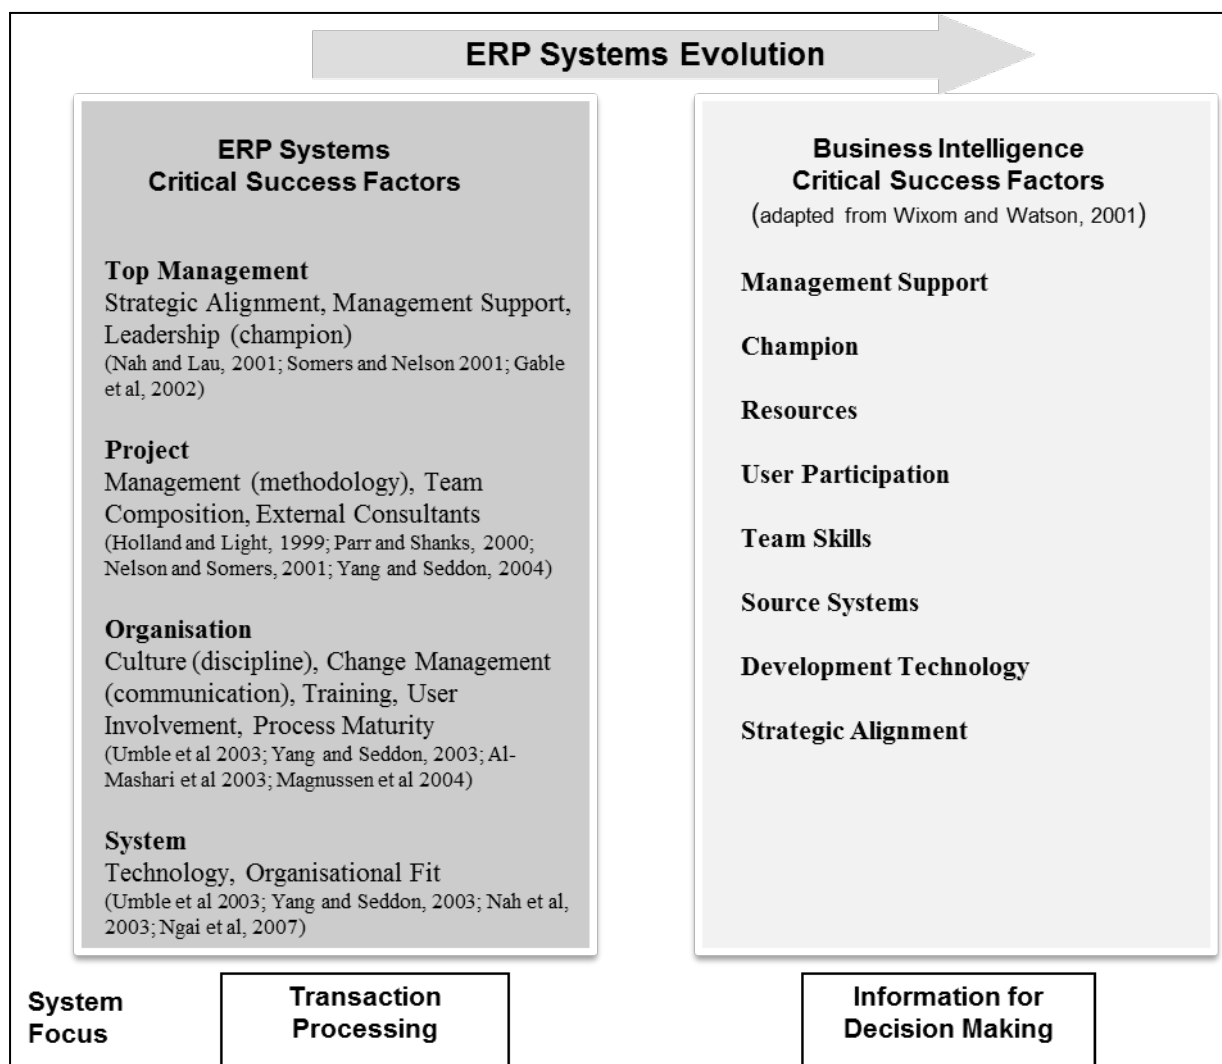 ERP Systems Evolution
ERP Systems
Critical Success Factors
Top Management
Strategic Alignment, Management Support,
Leadership (champion)
(Nah and Lau, 2001; Somers and Nelson 2001; Gable
et al, 2002)
Project
Management (methodology), Team
Composition, External Consultants
(Holland and Light, 1999; Parr and Shanks, 2000;
Nelson and Somers, 2001; Yang and Seddon, 2004)
Organisation
Culture (discipline), Change Management
(communication), Training, User
Involvement, Process Maturity
(Umble et al 2003; Yang and Seddon, 2003; Al-
Mashari et al 2003; Magnussen et al 2004)
System
Technology, Organisational Fit
(Umble et al 2003; Yang and Seddon, 2003; Nah et al,
2003; Ngai et al, 2007)
Business Intelligence
Critical Success Factors
(adapted from Wixom and Watson, 2001)
Management Support
Champion
Resources
User Participation
Team Skills
Source Systems
Development Technology
Strategic Alignment
System
Focus
Transaction
Processing
Information for
Decision Making